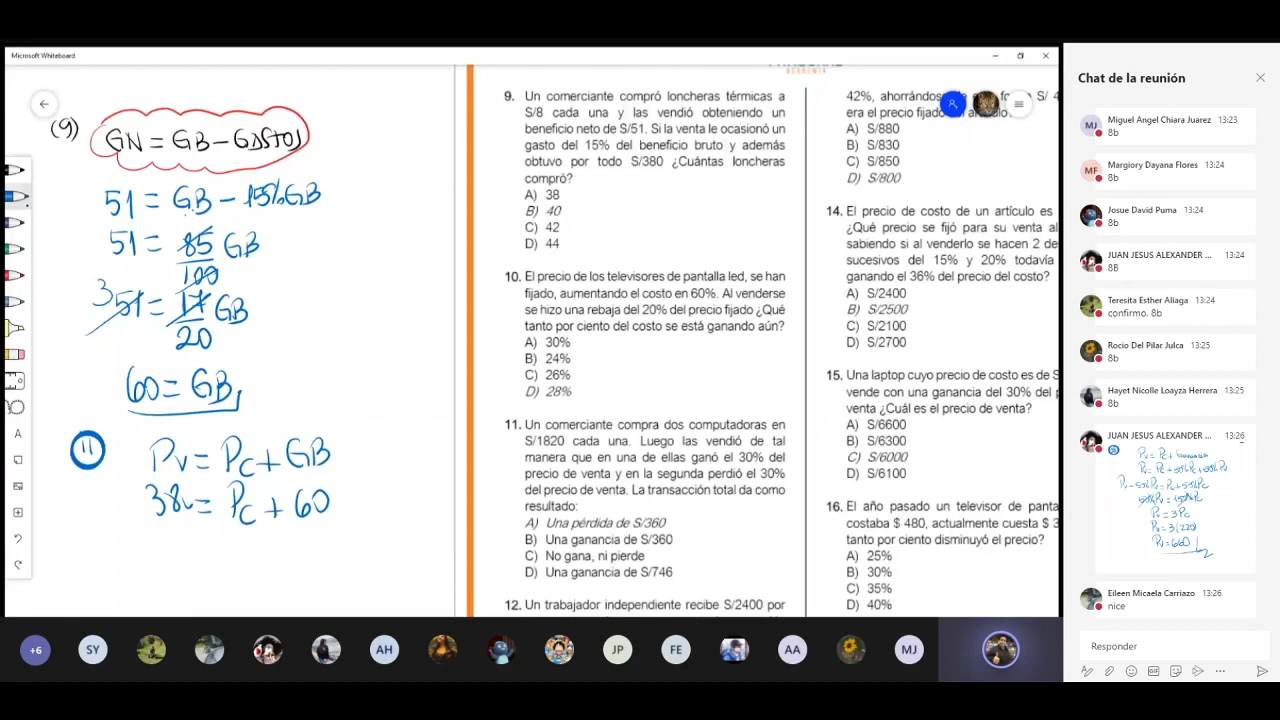 Microsoft Whiteboard
(9)
GN = GB - Gastos
51 = GB - 15%GB
51 = 85/100 GB
3 51 = 17/20 GB
60 = GB
11
Pv = Pc + GB
380 = Pc + 60
ACADEMIA
9. Un comerciante compró loncheras térmicas a
S/8 cada una y las vendió obteniendo un
beneficio neto de S/51. Si la venta le ocasionó un
gasto del 15% del beneficio bruto y además
obtuvo por todo S/380 ¿Cuántas loncheras
compró?
A) 38
B) 40
C) 42
D) 44
10. El precio de los televisores de pantalla led, se han
fijado, aumentando el costo en 60%. Al venderse
se hizo una rebaja del 20% del precio fijado ¿Qué
tanto por ciento del costo se está ganando aún?
A) 30%
B) 24%
C) 26%
D) 28%
11. Un comerciante compra dos computadoras en
S/1820 cada una. Luego las vendió de tal
manera que en una de ellas ganó el 30% del
precio de venta y en la segunda perdió el 30%
del precio de venta. La transacción total da como
resultado:
A) Una pérdida de S/360
B) Una ganancia de S/360
C) No gana, ni pierde
D) Una ganancia de S/746
12. Un trabajador independiente recibe S/2400 por
42%, ahorrándos
era el precio fijado
A) S/880
B) S/830
C) S/850
D) S/800
14. El precio de costo de un artículo es
¿Qué precio se fijó para su venta al
sabiendo si al venderlo se hacen 2 de
sucesivos del 15% y 20% todavía
ganando el 36% del precio del costo?
A) S/2400
B) S/2500
C) S/2100
D) S/2700
15. Una laptop cuyo precio de costo es de S
vende con una ganancia del 30% del p
venta ¿Cuál es el precio de venta?
A) S/6600
B) S/6300
C) S/6000
D) S/6100
16. El año pasado un televisor de panta
costaba $ 480, actualmente cuesta $ 3
tanto por ciento disminuyó el precio?
A) 25%
B) 30%
C) 35%
D) 40%
+6
SY
AH
JP
FE
AA
MJ
Chat de la reunión
MJ
Miguel Angel Chiara Juarez 13:23
8b
MF
Margiory Dayana Flores 13:24
8b
Josue David Puma 13:24
8b
JUAN JESUS ALEXANDER ... 13:24
8B
Teresita Esther Aliaga 13:24
confirmo, 8b
Rocio Del Pilar Julca 13:25
8b
Hayet Nicolle Loayza Herrera 13:25
8b
JUAN JESUS ALEXANDER ... 13:26
Pv = 3Pc
Pv = 3(220)
Pv = 660
Eileen Micaela Carriazo 13:26
nice
Responder